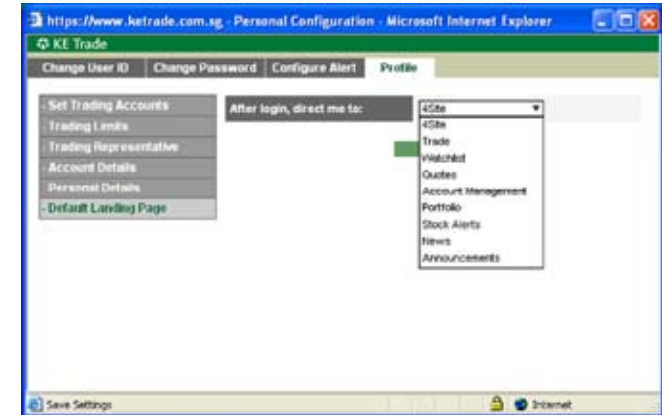 https://www.ketrade.com.sg - Personal Configuration - Microsoft Internet Explorer
KE Trade
Change User ID Change Password Configure Alert Profile
- Set Trading Accounts
- Trading Limits
- Trading Representative
- Account Details
- Personal Details
- Default Landing Page
After login, direct me to:
4Site
4Site
Trade
Watchlist
Quotes
Account Management
Portfolio
Stock Alerts
News
Announcements
Save Settings
Internet